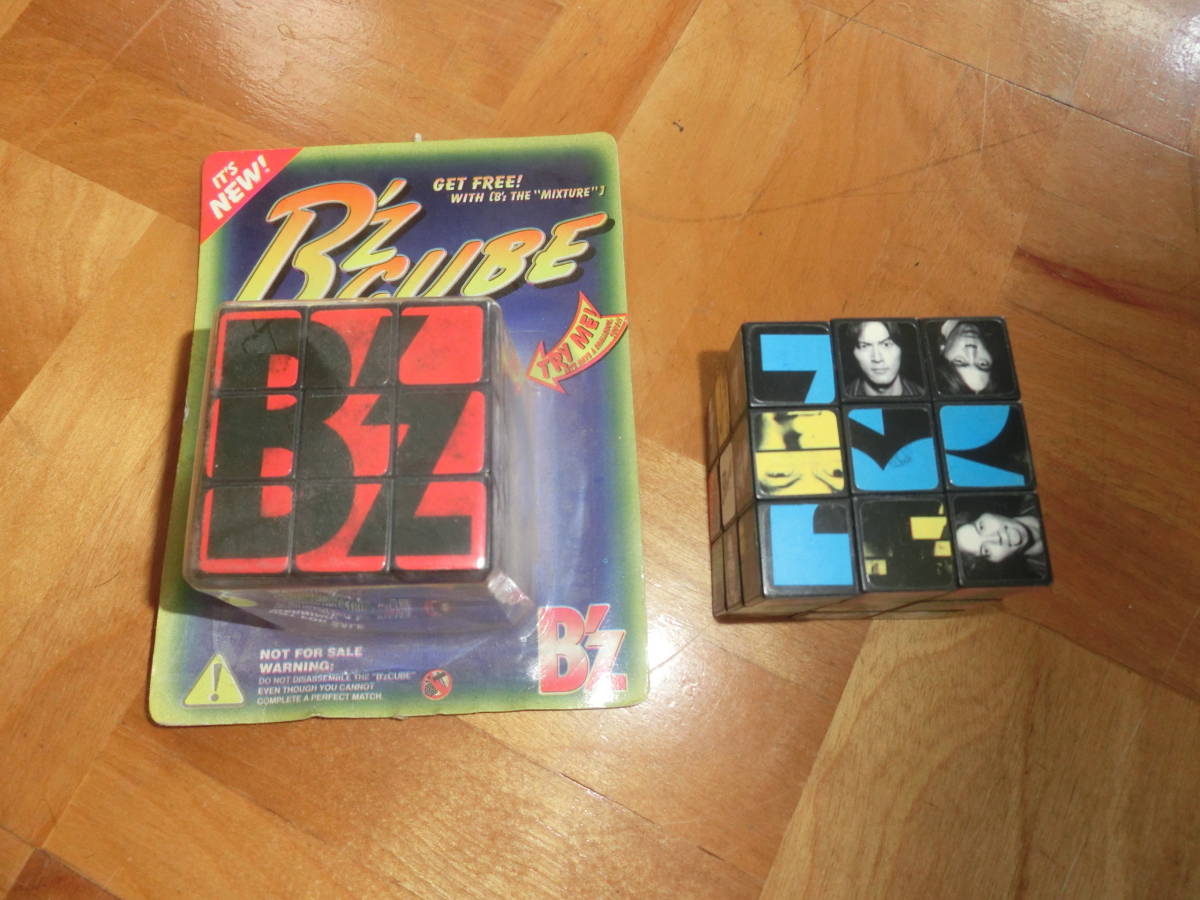 IT'S
NEW!
GET FREE!
WITH [B'z THE "MIXTURE"]
B'z
CUBE
TRY ME!
B'z
NOT FOR SALE
WARNING:
DO NOT DISASSEMBLE THE "B'zCUBE"
EVEN THOUGH YOU CANNOT
COMPLETE A PERFECT MATCH.
B'z